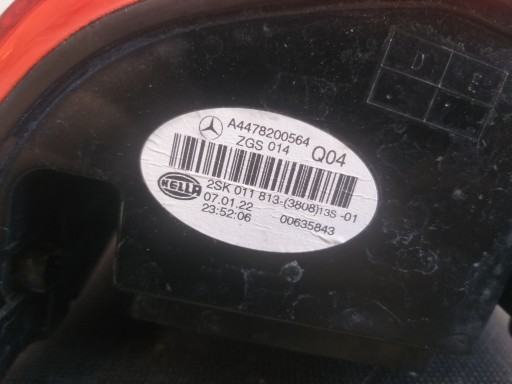 D E
A4478200564
ZGS 014 Q04
HELLA
2SK 011 813-(3808)13S -01
07.01.22 00635843
23:52:06